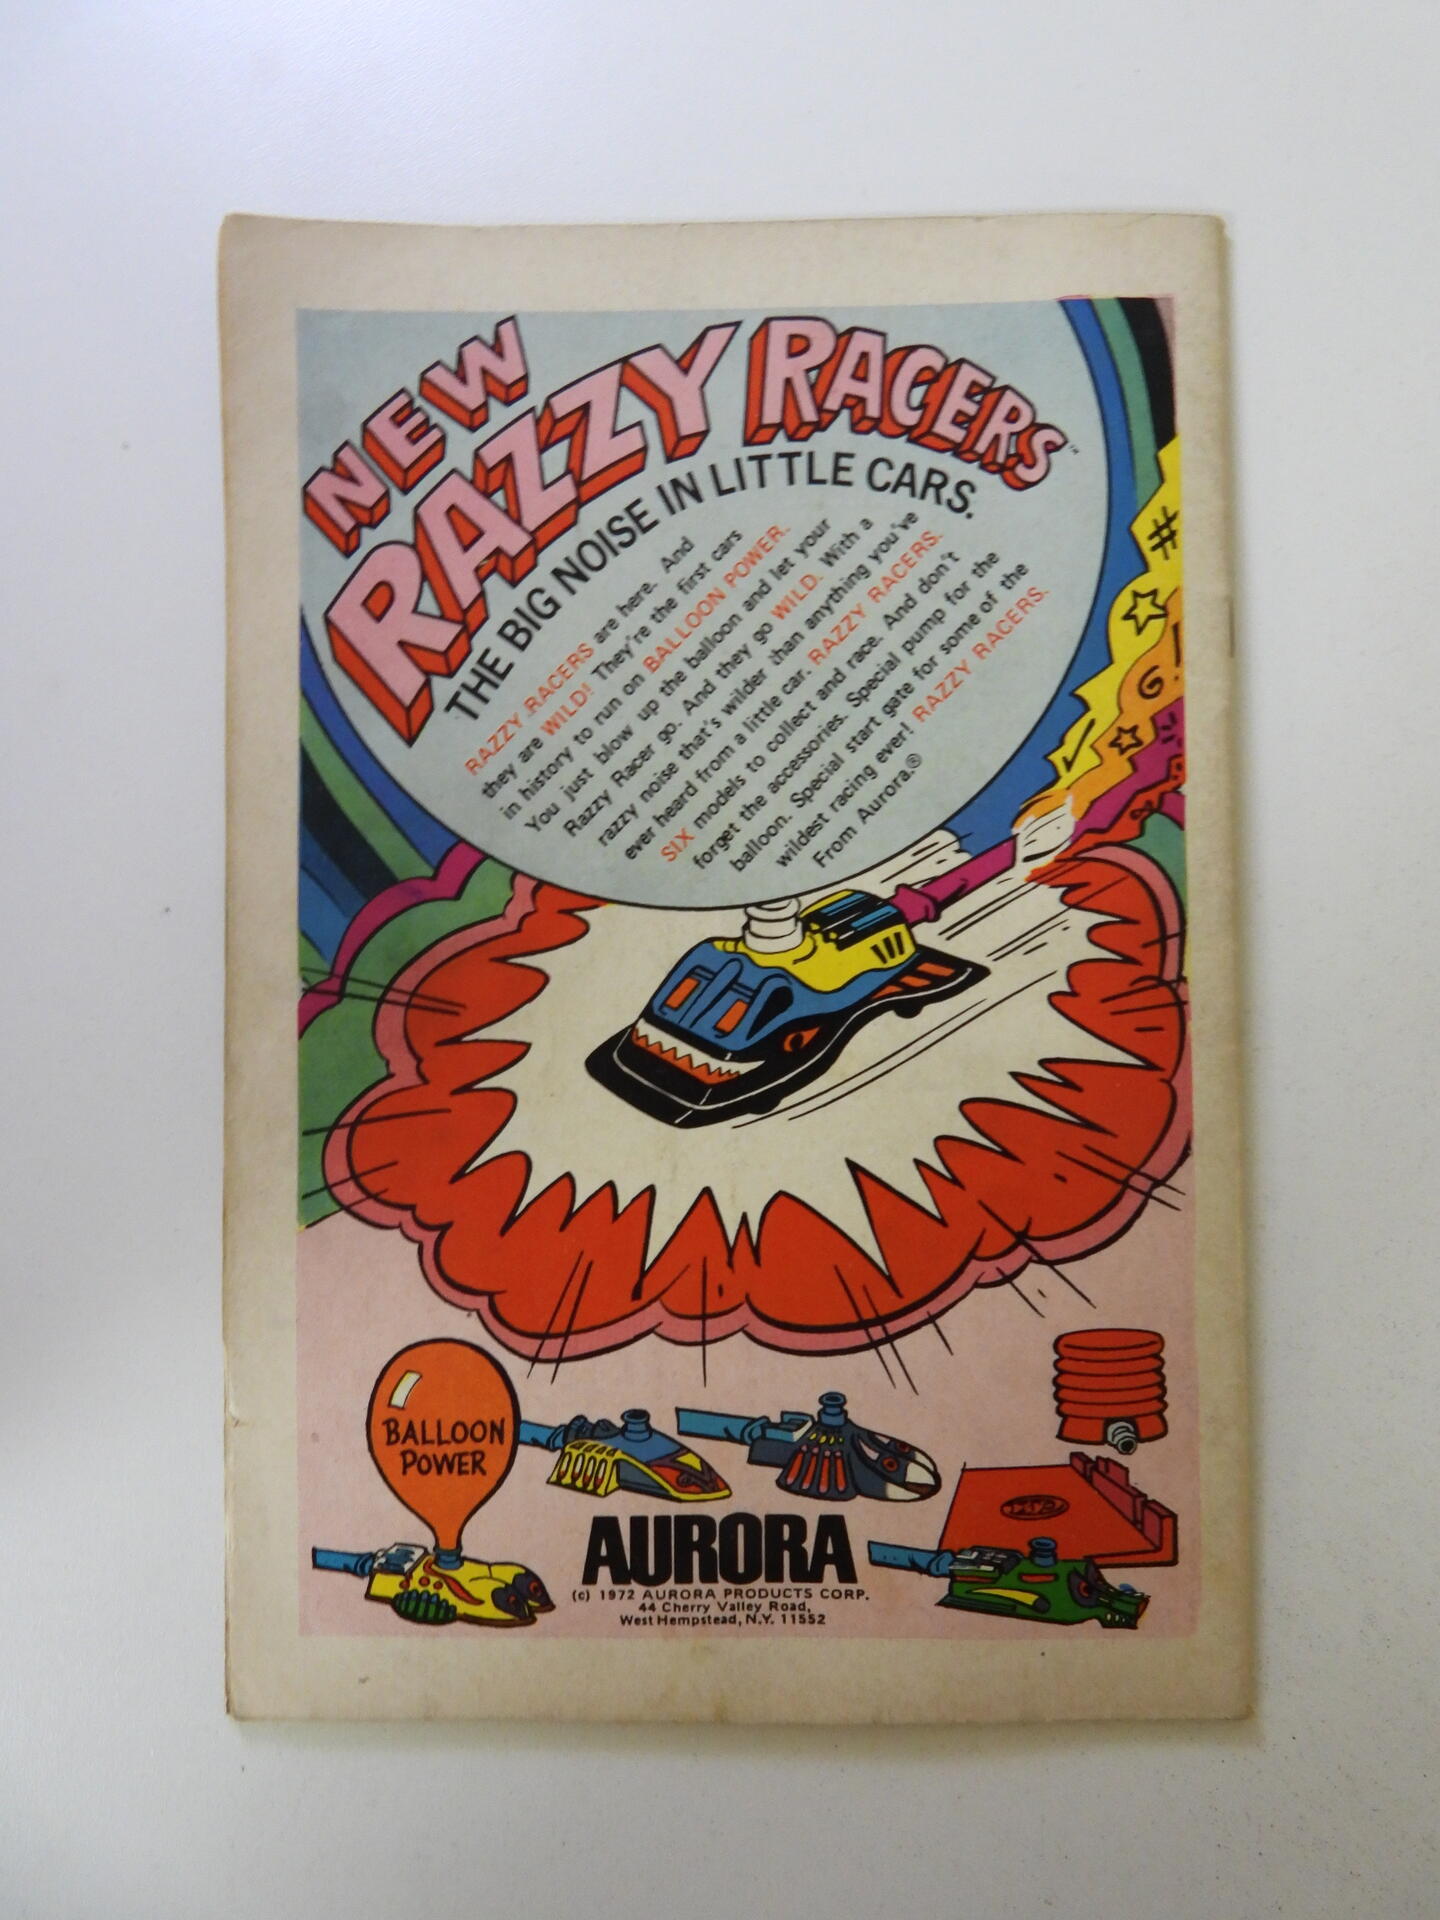 NEW
RAZZY RACERS™
THE BIG NOISE IN LITTLE CARS.
RAZZY RACERS are here. And
they are WILD! They're the first cars
in history to run on BALLOON POWER.
You just blow up the balloon and let your
Razzy Racer go. And they go WILD. With a
razzy noise that's wilder than anything you've
ever heard from a little car. RAZZY RACERS.
SIX models to collect and race. And don't
forget the accessories. Special pump for the
balloon. Special start gate for some of the
wildest racing ever! RAZZY RACERS.
From Aurora.®
#
G!
BALLOON
POWER
AURORA
(c) 1972 AURORA PRODUCTS CORP.
44 Cherry Valley Road,
West Hempstead, N.Y. 11552